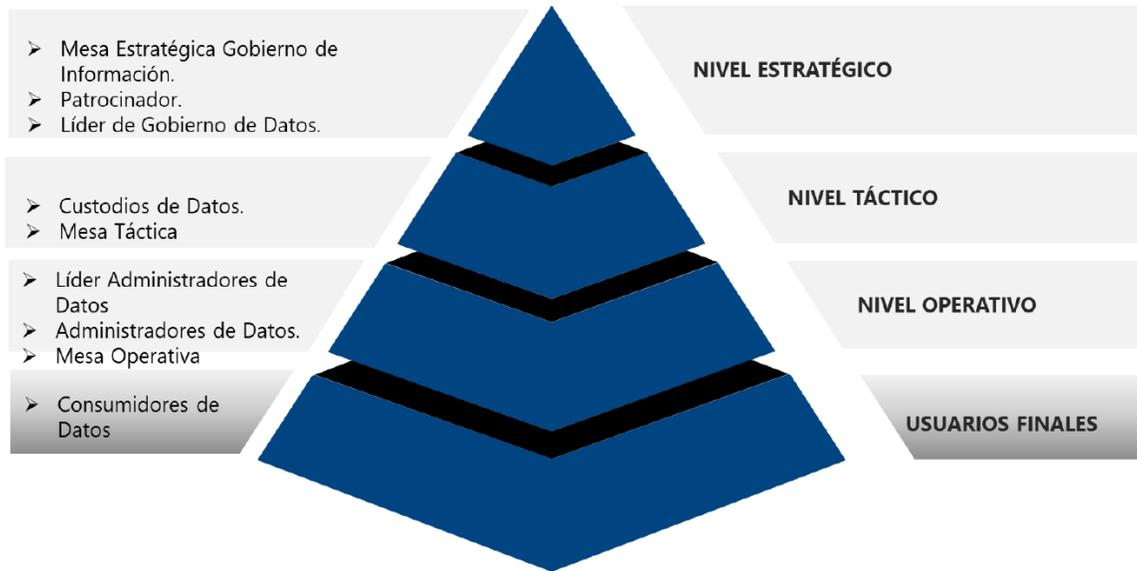 ➢ Mesa Estratégica Gobierno de
Información.
➢ Patrocinador.
➢ Líder de Gobierno de Datos.
NIVEL ESTRATÉGICO
➢ Custodios de Datos.
➢ Mesa Táctica
NIVEL TÁCTICO
➢ Líder Administradores de
Datos
➢ Administradores de Datos.
➢ Mesa Operativa
NIVEL OPERATIVO
➢ Consumidores de
Datos
USUARIOS FINALES